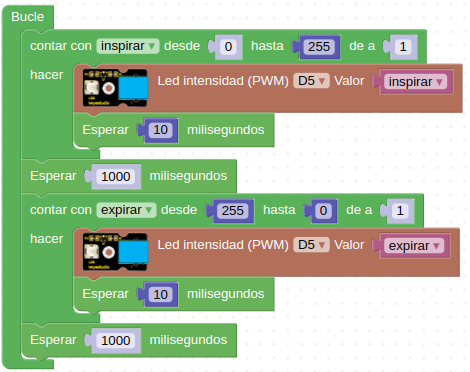 Bucle
contar con inspirar desde 0 hasta 255 de a 1
hacer Led intensidad (PWM) D5 Valor inspirar
Esperar 10 milisegundos
Esperar 1000 milisegundos
contar con expirar desde 255 hasta 0 de a 1
hacer Led intensidad (PWM) D5 Valor expirar
Esperar 10 milisegundos
Esperar 1000 milisegundos